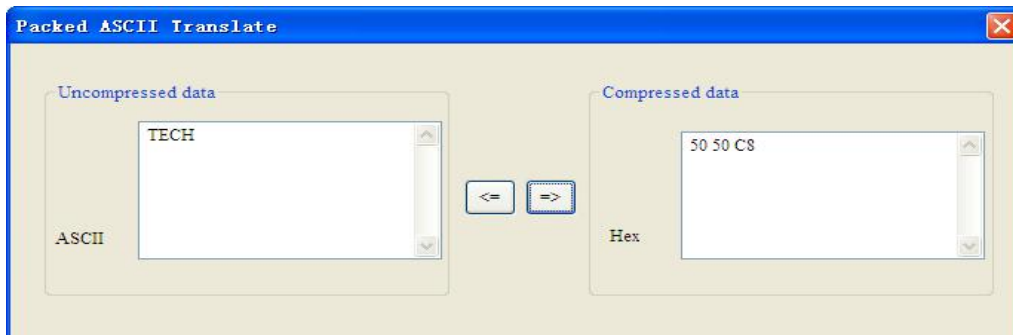 Packed ASCII Translate
Uncompressed data
TECH
ASCII
<=
=>
Compressed data
50 50 C8
Hex